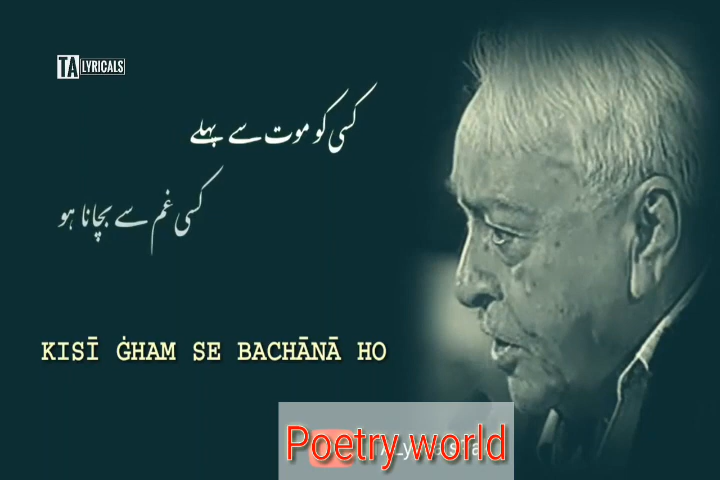 TA LYRICALS
کسی کو موت سے پہلے
کسی غم سے بچانا ہو
KISĪ ĠHAM SE BACHĀNĀ HO
Poetry world